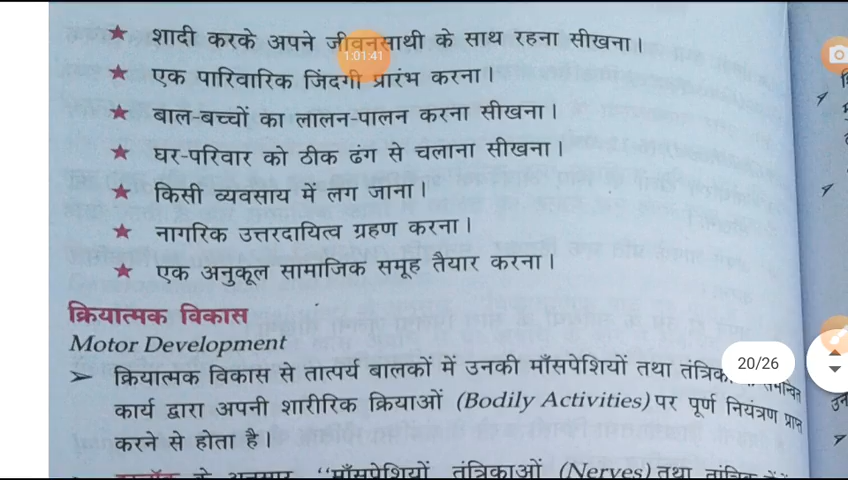 ★ शादी करके अपने जीवनसाथी के साथ रहना सीखना।
1:01:41
★ एक पारिवारिक जिंदगी प्रारंभ करना।
★ बाल-बच्चों का लालन-पालन करना सीखना।
★ घर-परिवार को ठीक ढंग से चलाना सीखना।
★ किसी व्यवसाय में लग जाना।
★ नागरिक उत्तरदायित्व ग्रहण करना।
★ एक अनुकूल सामाजिक समूह तैयार करना।
क्रियात्मक विकास
Motor Development
20/26
➢ क्रियात्मक विकास से तात्पर्य बालकों में उनकी माँसपेशियों तथा
कार्य द्वारा अपनी शारीरिक क्रियाओं (Bodily Activities) पर पूर्ण नियंत्रण प्राप्त
करने से होता है।
के अनुसार "माँसपेशियों, तंत्रिकाओं (Nerves) तथा